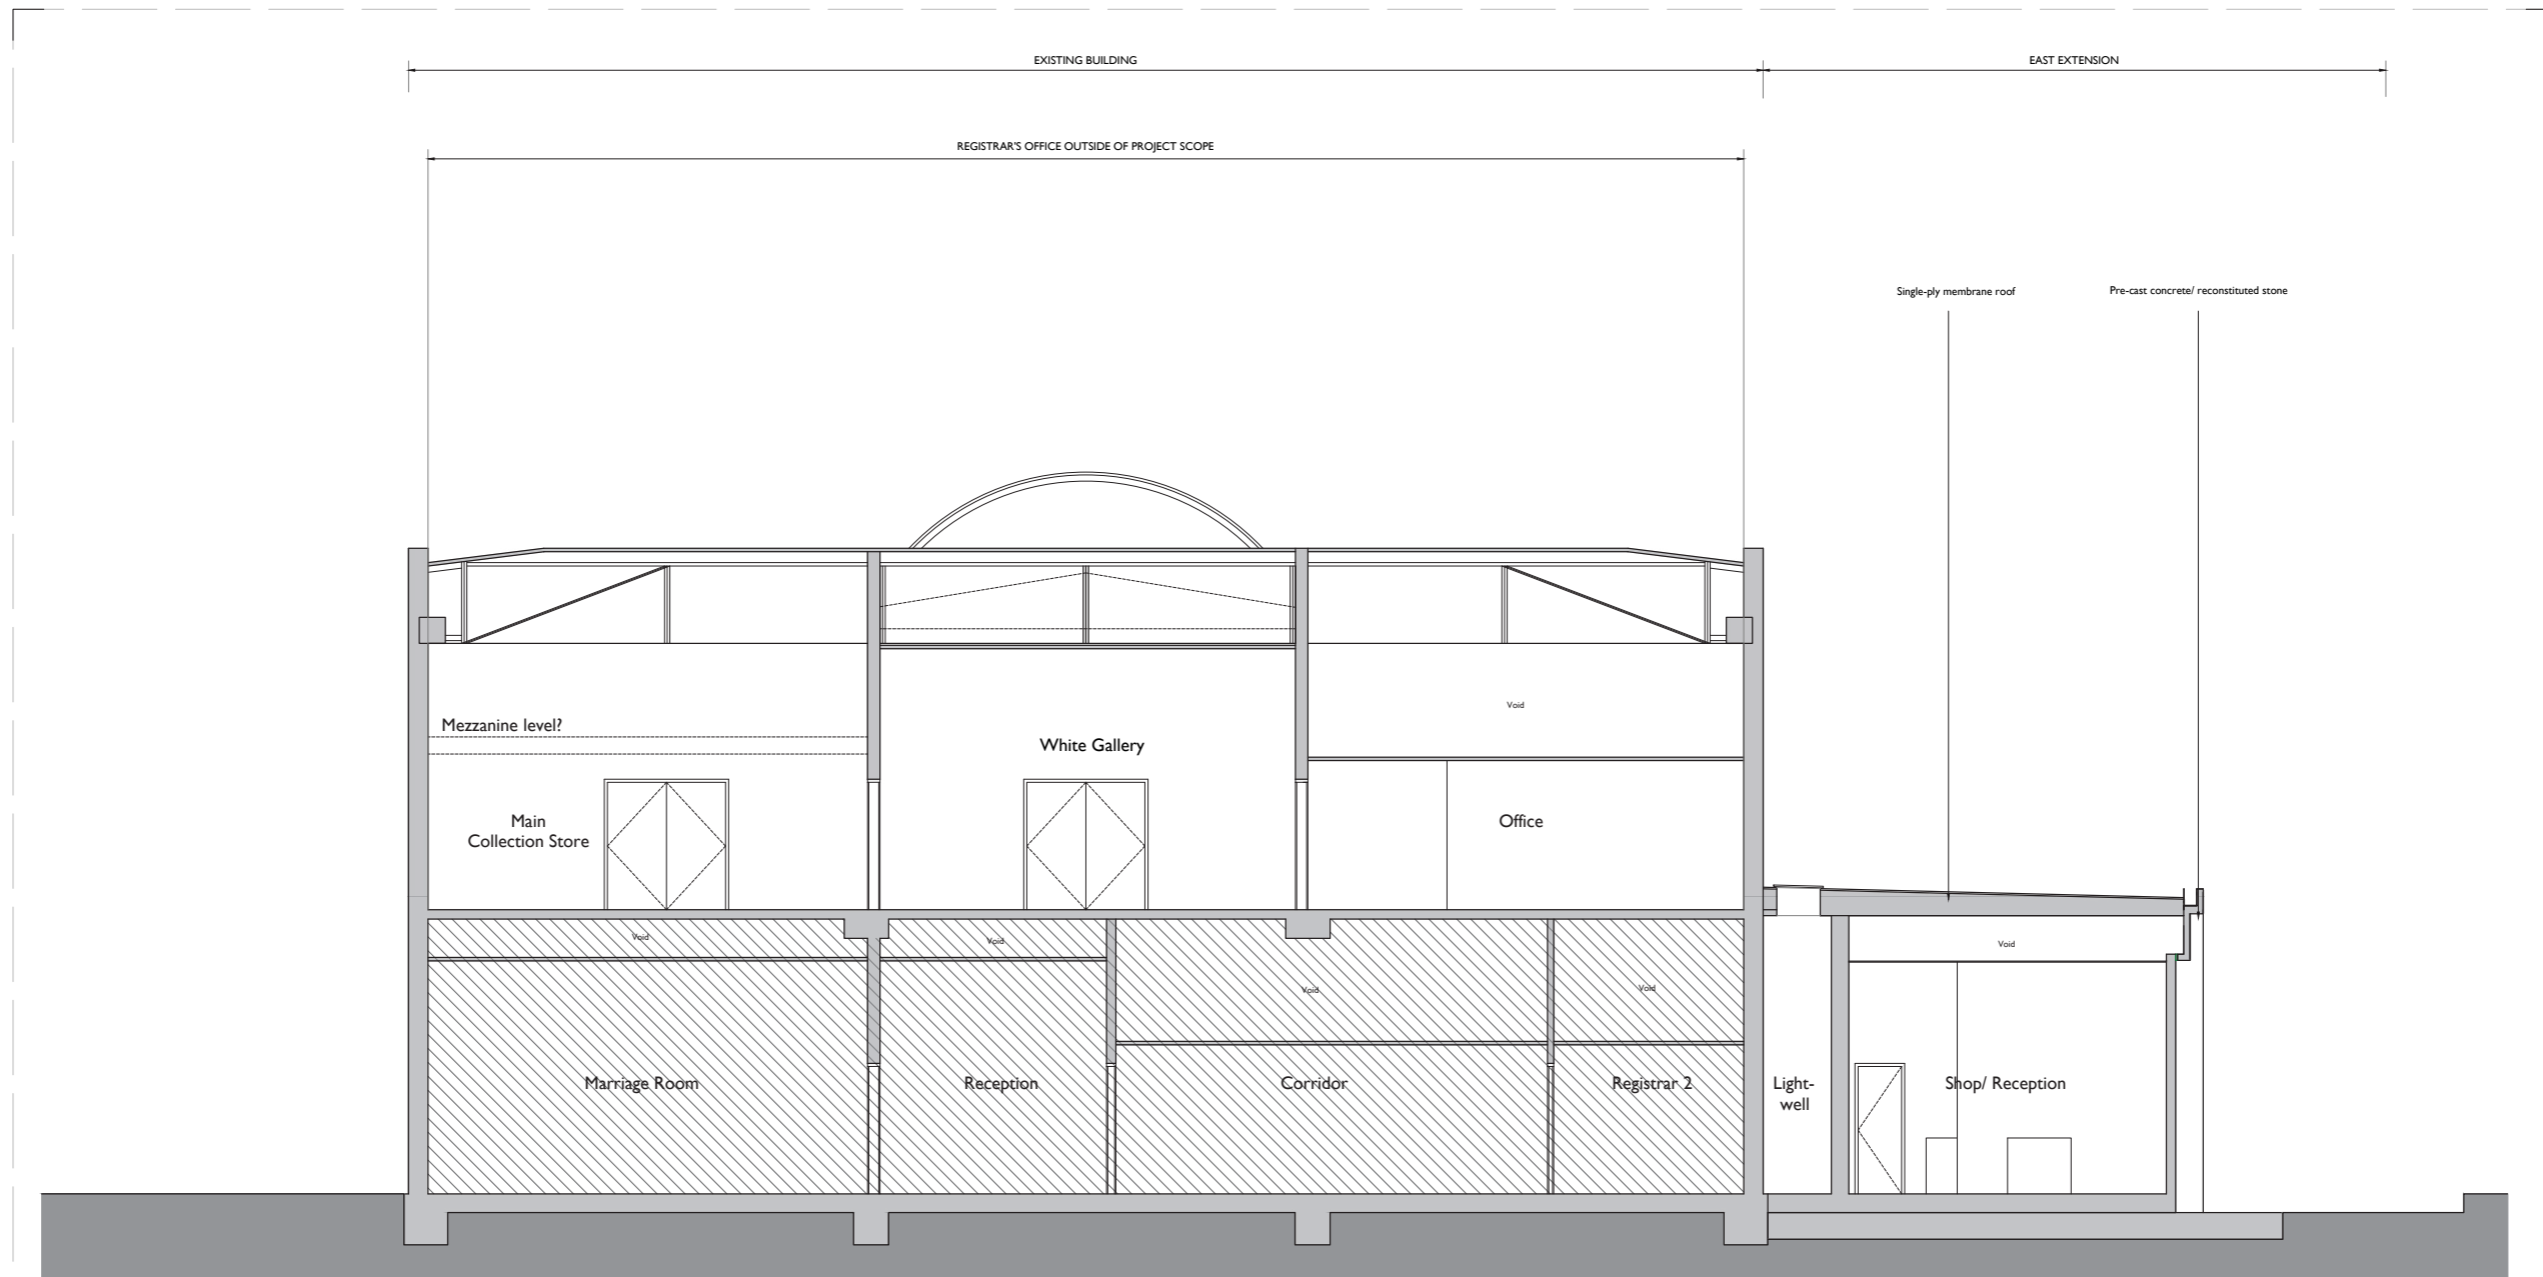 EXISTING BUILDING
EAST EXTENSION
REGISTRAR'S OFFICE OUTSIDE OF PROJECT SCOPE
Single-ply membrane roof
Pre-cast concrete/ reconstituted stone
Void
Mezzanine level?
White Gallery
Main
Collection Store
Office
Void
Void
Void
Void
Void
Marriage Room
Reception
Corridor
Registrar 2
Light-
well
Shop/ Reception